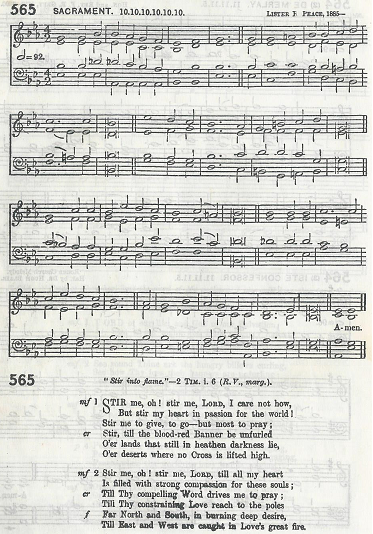 565 SACRAMENT. 10.10.10.10.10.10. LISTER R PEACE, 1885—
♩=92.
A-men.
565
"Stir into flame."—2 TIM. i. 6 (R.V., marg.).
mf 1 STIR me, oh! stir me, LORD, I care not how,
But stir my heart in passion for the world!
Stir me to give, to go—but most to pray;
cr Stir, till the blood-red Banner be unfurled
O'er lands that still in heathen darkness lie,
O'er deserts where no Cross is lifted high.
mf 2 Stir me, oh! stir me, LORD, till all my heart
Is filled with strong compassion for these souls;
cr Till Thy compelling Word drives me to pray;
Till Thy constraining Love reach to the poles
f Far North and South, in burning deep desire,
Till East and West are caught in Love's great fire.